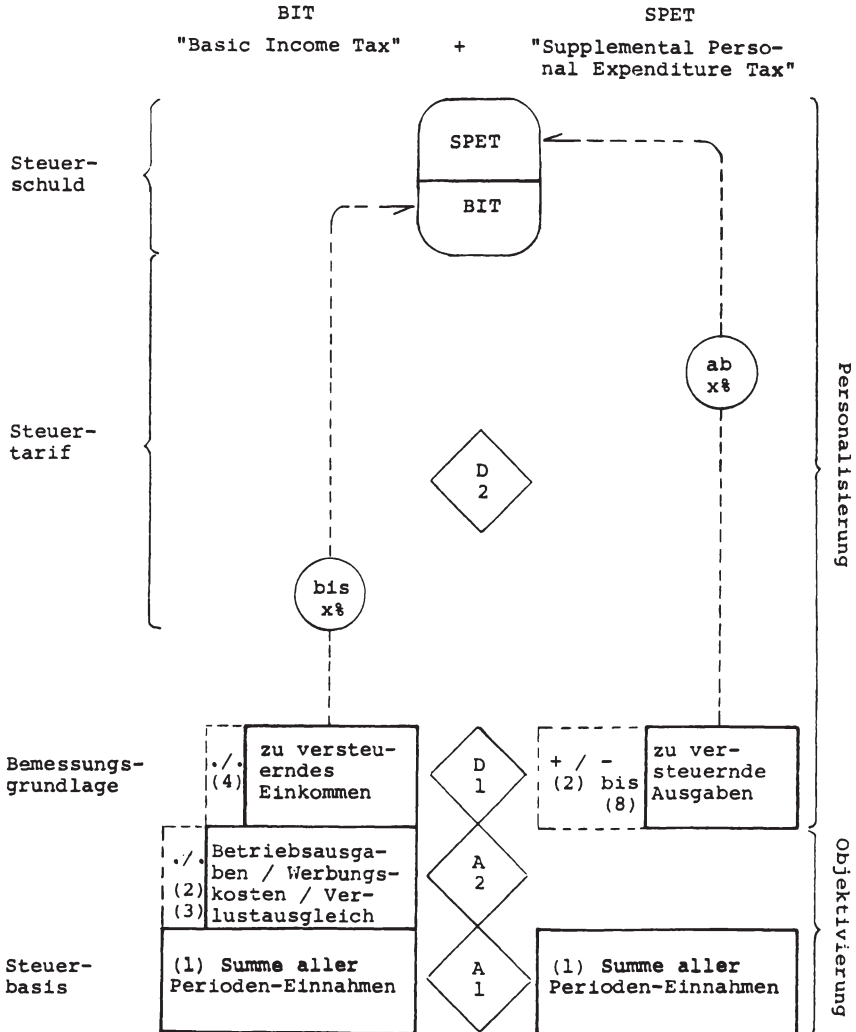 BIT
SPET
"Basic Income Tax"
+
"Supplemental Perso-
nal Expenditure Tax"
Steuer-
schuld
SPET
BIT
ab
x%
Steuer-
tarif
D
2
bis
x%
Personalisierung
Bemessungs-
grundlage
./.
(4)
zu versteu-
erndes
Einkommen
D
1
+ / -
(2) bis
(8)
zu ver-
steuernde
Ausgaben
./.
(2)
(3)
Betriebsausga-
ben / Werbungs-
kosten / Ver-
lustausgleich
A
2
Objektivierung
Steuer-
basis
(1) Summe aller
Perioden-Einnahmen
A
1
(1) Summe aller
Perioden-Einnahmen